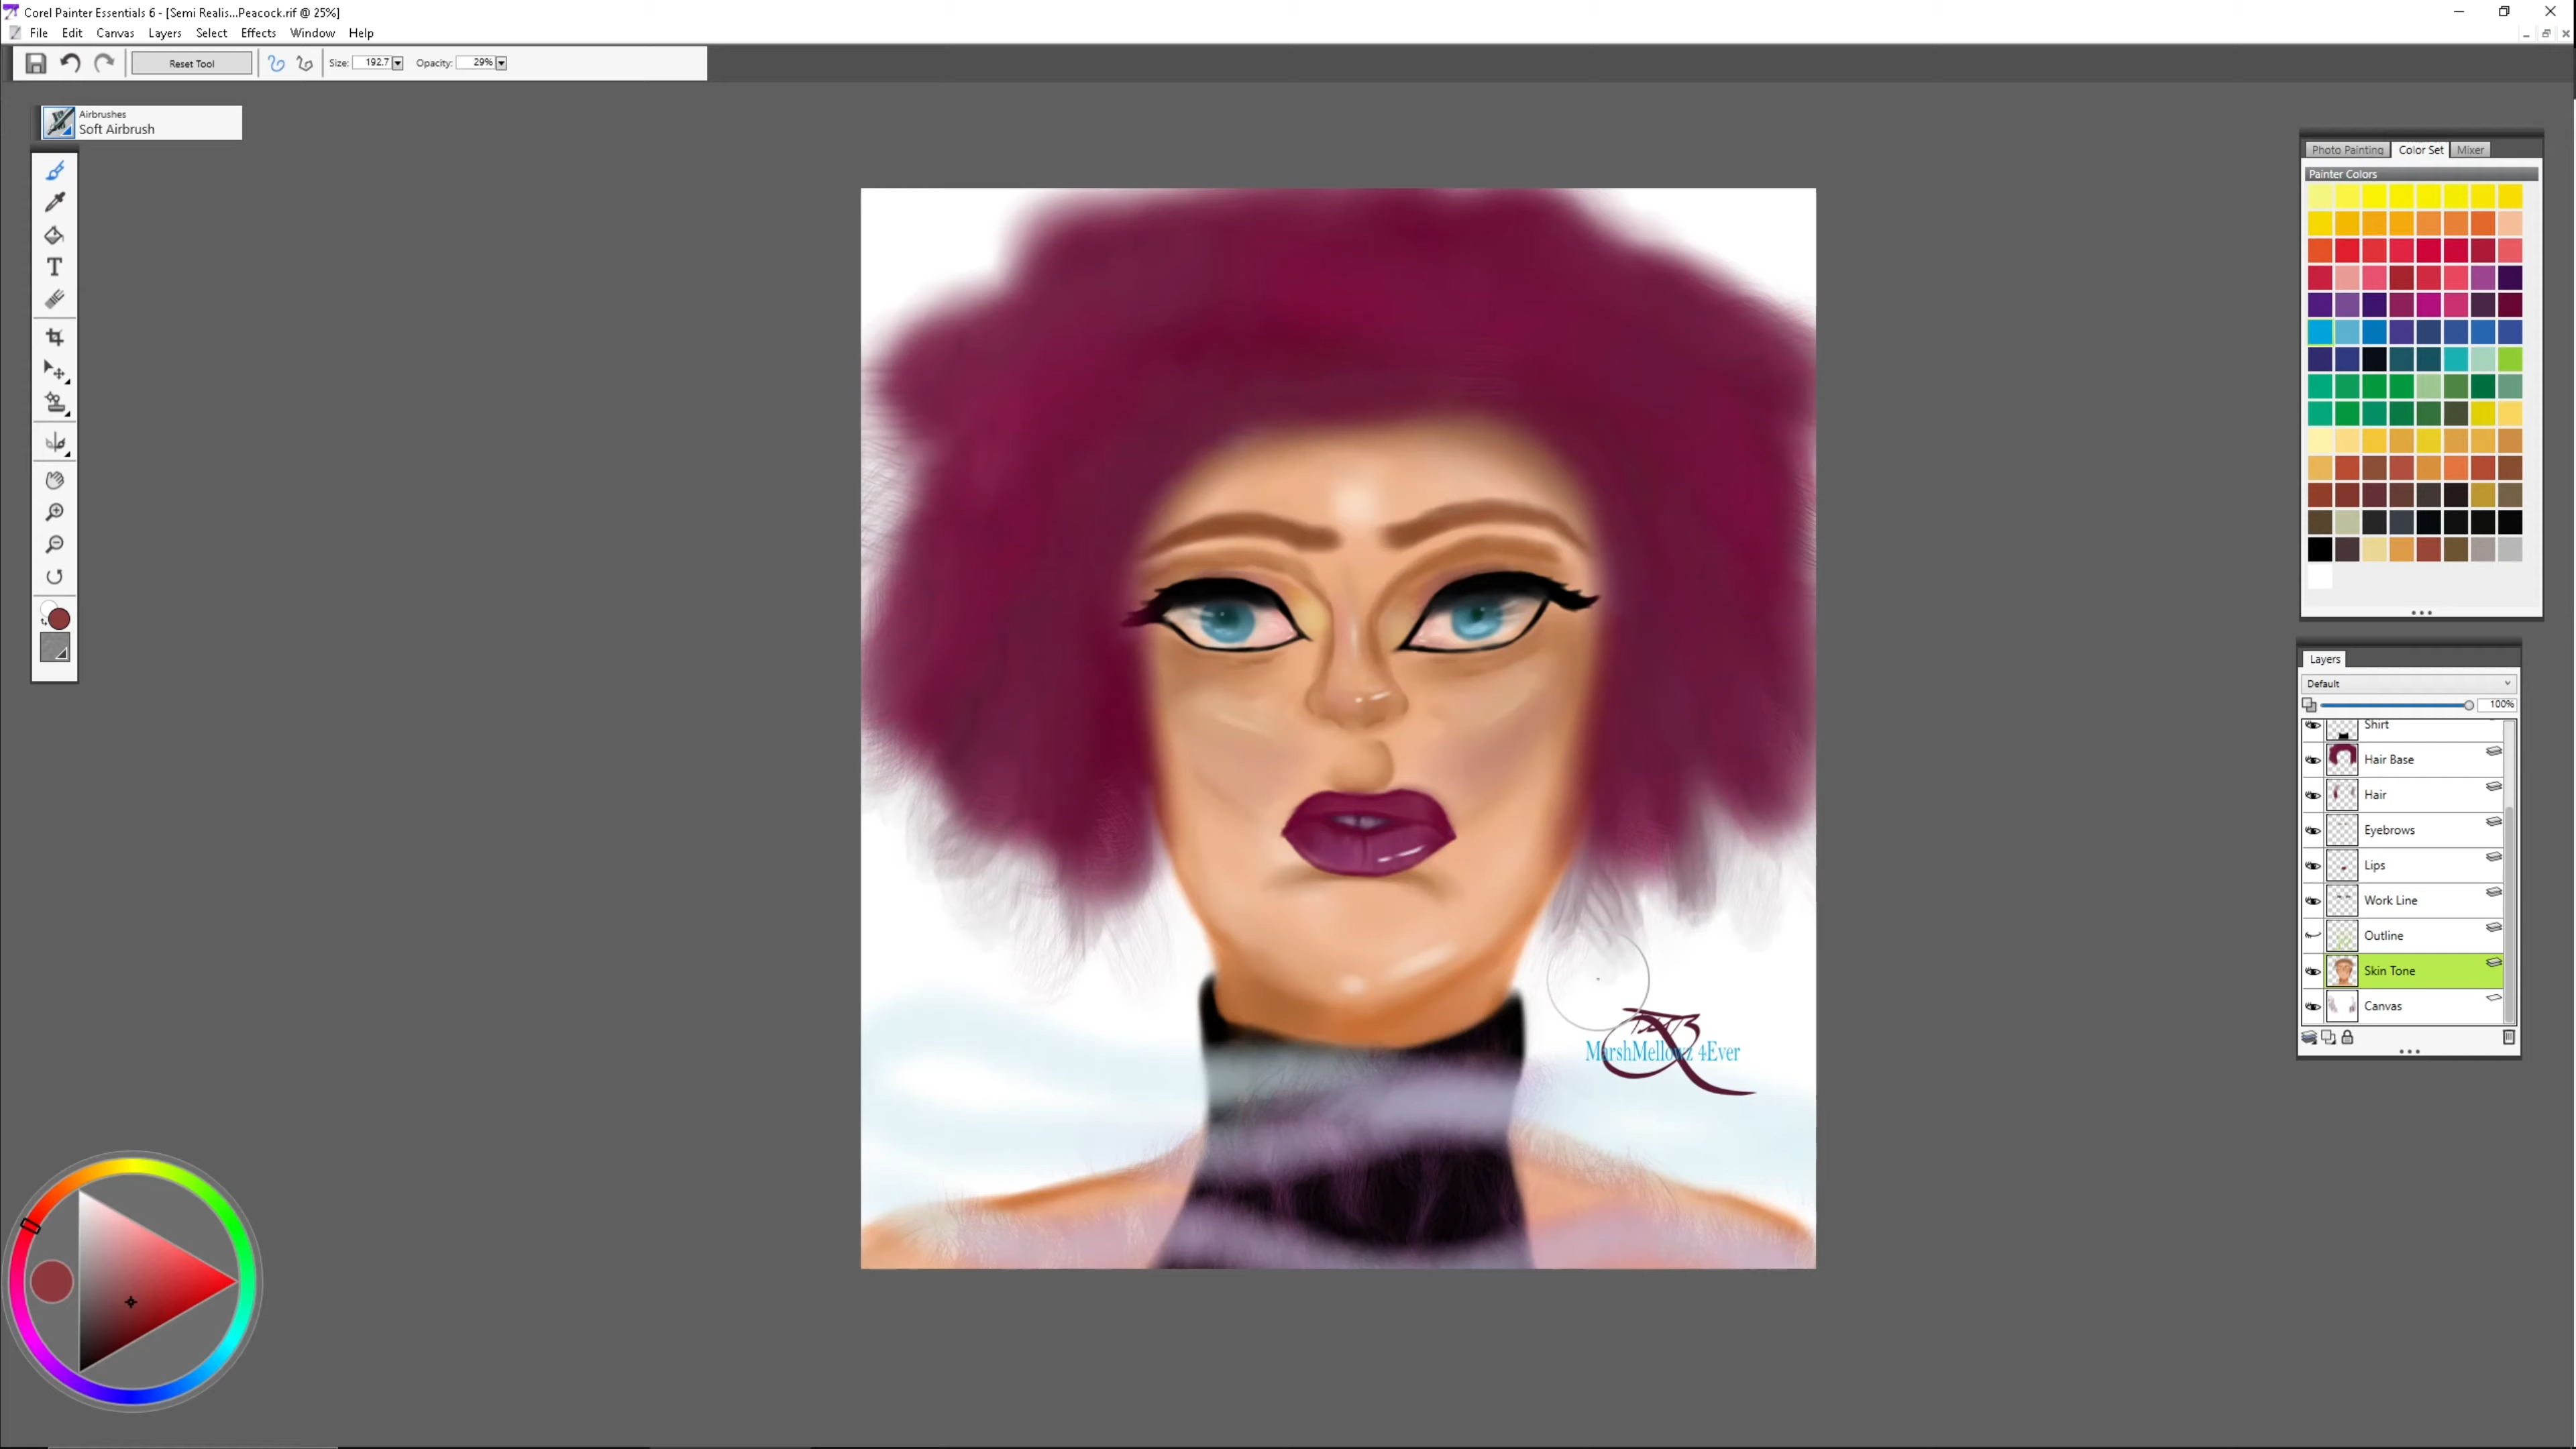 Corel Painter Essentials 6 - [Semi Realis...Peacock.rif @ 25%]
File Edit Canvas Layers Select Effects Window Help
Reset Tool Size: 192.7 Opacity: 29%
Airbrushes
Soft Airbrush
T
Photo Painting Color Set Mixer
Painter Colors
Layers
Default
100%
Shirt
Hair Base
Hair
Eyebrows
Lips
Work Line
Outline
Skin Tone
Canvas
MarshMellowz 4Ever